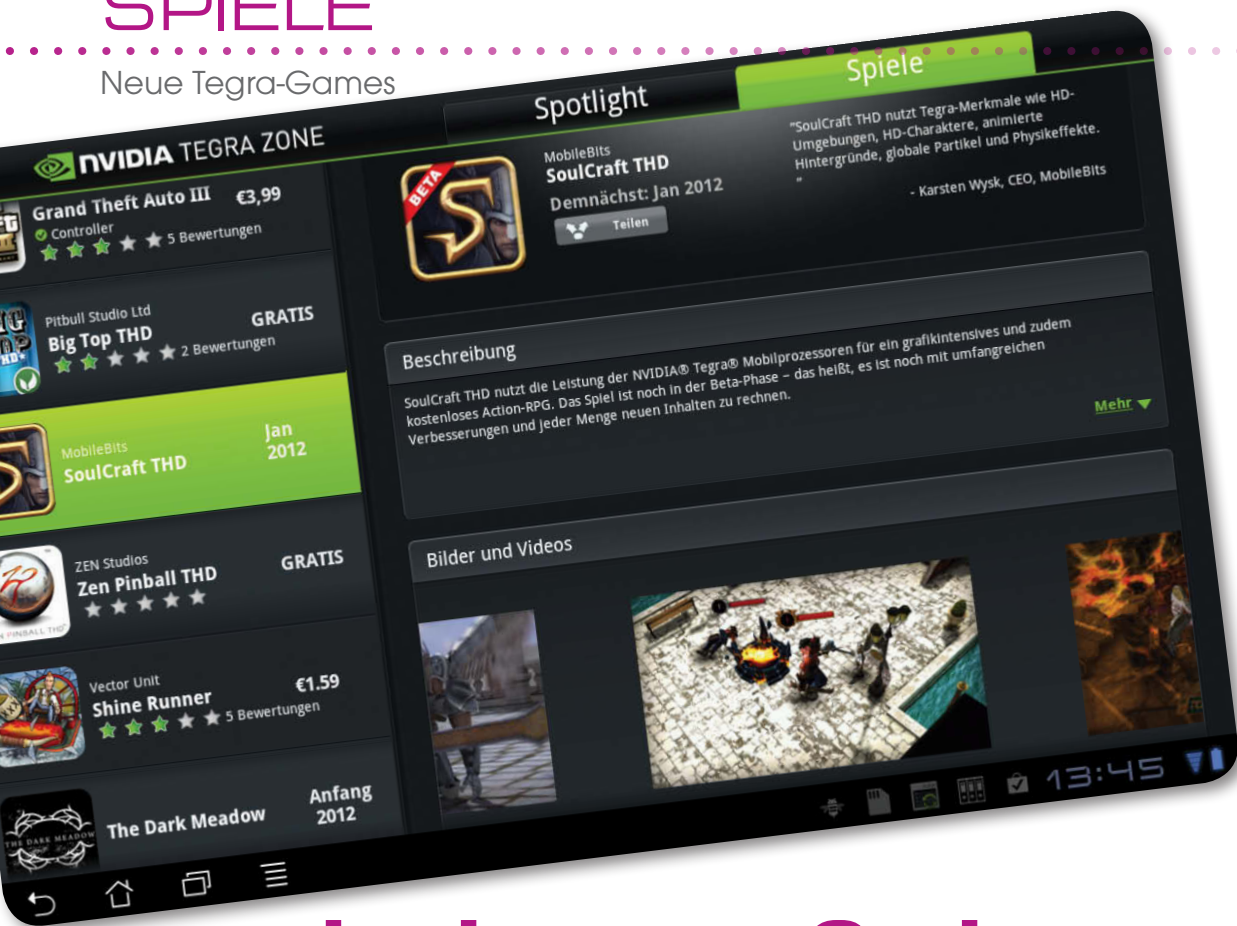 SPIELE
Neue Tegra-Games
NVIDIA TEGRA ZONE
Spotlight
Spiele
Grand Theft Auto III €3,99
Controller
5 Bewertungen
Pitbull Studio Ltd
Big Top THD GRATIS
2 Bewertungen
MobileBits
SoulCraft THD
Jan
2012
ZEN Studios
Zen Pinball THD GRATIS
Vector Unit
Shine Runner €1.59
5 Bewertungen
THE DARK MEADOW
The Dark Meadow
Anfang
2012
BETA
S
MobileBits
SoulCraft THD
Demnächst: Jan 2012
Teilen
"SoulCraft THD nutzt Tegra-Merkmale wie HD-
Umgebungen, HD-Charaktere, animierte
Hintergründe, globale Partikel und Physikeffekte.
"
- Karsten Wysk, CEO, MobileBits
Beschreibung
SoulCraft THD nutzt die Leistung der NVIDIA® Tegra® Mobilprozessoren für ein grafikintensives und zudem
kostenloses Action-RPG. Das Spiel ist noch in der Beta-Phase – das heißt, es ist noch mit umfangreichen
Verbesserungen und jeder Menge neuen Inhalten zu rechnen.
Mehr
Bilder und Videos
13:45